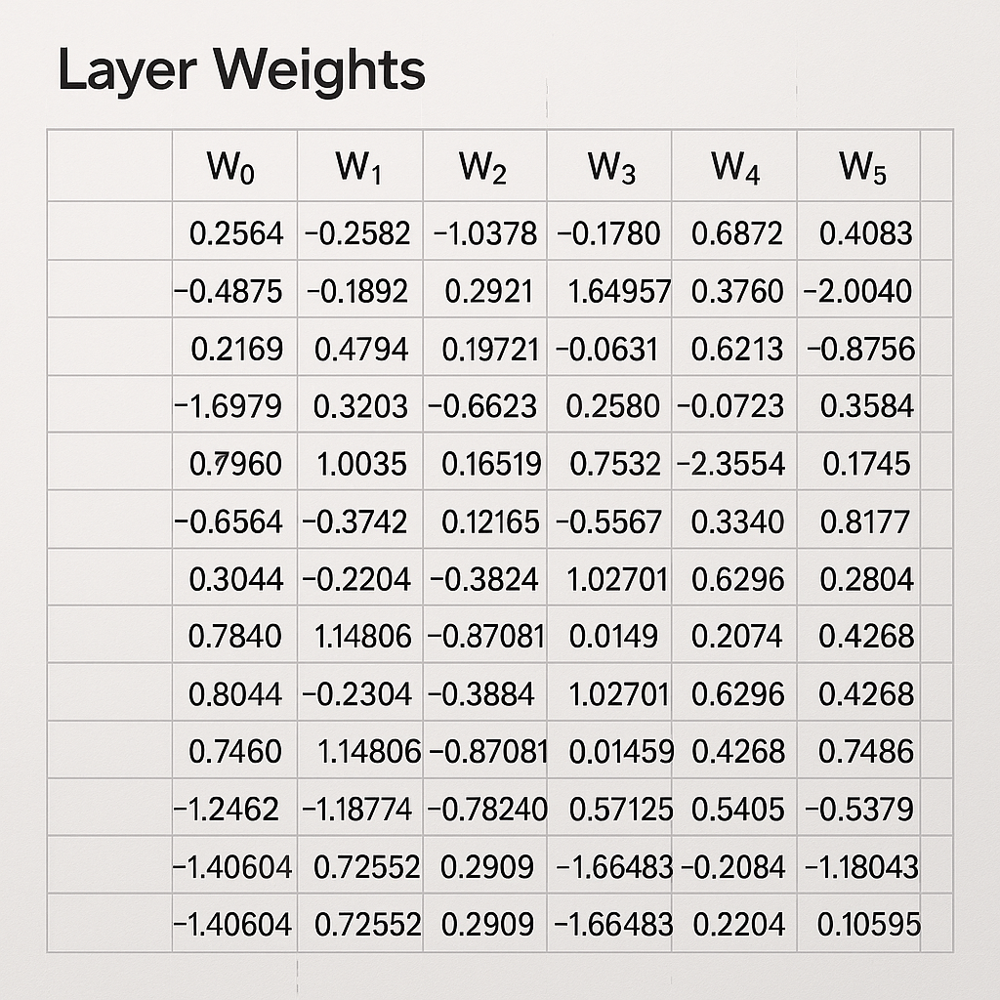 Layer Weights
W₀ W₁ W₂ W₃ W₄ W₅
0.2564 −0.2582 −1.0378 −0.1780 0.6872 0.4083
−0.4875 −0.1892 0.2921 1.64957 0.3760 −2.0040
0.2169 0.4794 0.19721 −0.0631 0.6213 −0.8756
−1.6979 0.3203 −0.6623 0.2580 −0.0723 0.3584
0.7960 1.0035 0.16519 0.7532 −2.3554 0.1745
−0.6564 −0.3742 0.12165 −0.5567 0.3340 0.8177
0.3044 −0.2204 −0.3824 1.02701 0.6296 0.2804
0.7840 1.14806 −0.87081 0.0149 0.2074 0.4268
0.8044 −0.2304 −0.3884 1.02701 0.6296 0.4268
0.7460 1.14806 −0.87081 0.01459 0.4268 0.7486
−1.2462 −1.18774 −0.78240 0.57125 0.5405 −0.5379
−1.40604 0.72552 0.2909 −1.66483 −0.2084 −1.18043
−1.40604 0.72552 0.2909 −1.66483 0.2204 0.10595